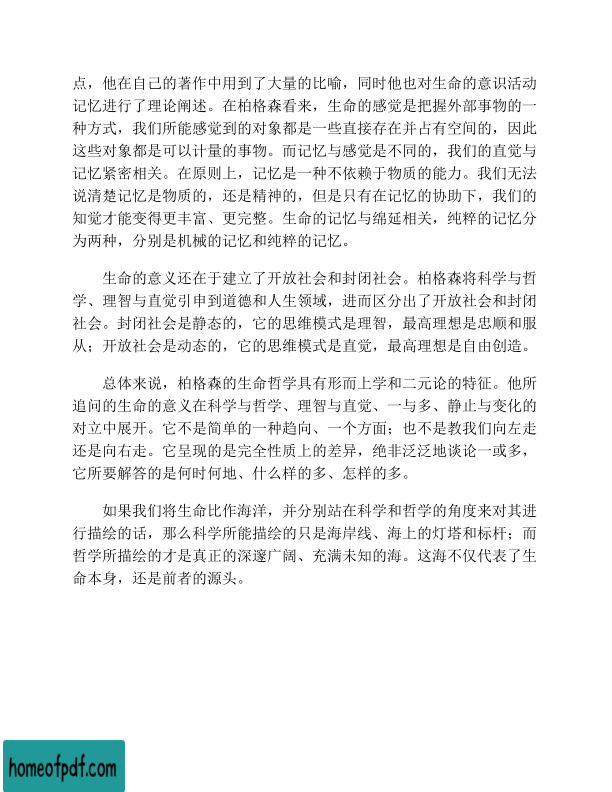 点，他在自己的著作中用到了大量的比喻，同时他也对生命的意识活动
记忆进行了理论阐述。在柏格森看来，生命的感觉是把握外部事物的一
种方式，我们所能感觉到的对象都是一些直接存在并占有空间的，因此
这些对象都是可以计量的事物。而记忆与感觉是不同的，我们的直觉与
记忆紧密相关。在原则上，记忆是一种不依赖于物质的能力。我们无法
说清楚记忆是物质的，还是精神的，但是只有在记忆的协助下，我们的
知觉才能变得更丰富、更完整。生命的记忆与绵延相关，纯粹的记忆分
为两种，分别是机械的记忆和纯粹的记忆。
生命的意义还在于建立了开放社会和封闭社会。柏格森将科学与哲
学、理智与直觉引申到道德和人生领域，进而区分出了开放社会和封闭
社会。封闭社会是静态的，它的思维模式是理智，最高理想是忠顺和服
从；开放社会是动态的，它的思维模式是直觉，最高理想是自由创造。
总体来说，柏格森的生命哲学具有形而上学和二元论的特征。他所
追问的生命的意义在科学与哲学、理智与直觉、一与多、静止与变化的
对立中展开。它不是简单的一种趋向、一个方面；也不是教我们向左走
还是向右走。它呈现的是完全性质上的差异，绝非泛泛地谈论一或多，
它所要解答的是何时何地、什么样的多、怎样的多。
如果我们将生命比作海洋，并分别站在科学和哲学的角度来对其进
行描绘的话，那么科学所能描绘的只是海岸线、海上的灯塔和标杆；而
哲学所描绘的才是真正的深邃广阔、充满未知的海。这海不仅代表了生
命本身，还是前者的源头。
homeofpdf.com